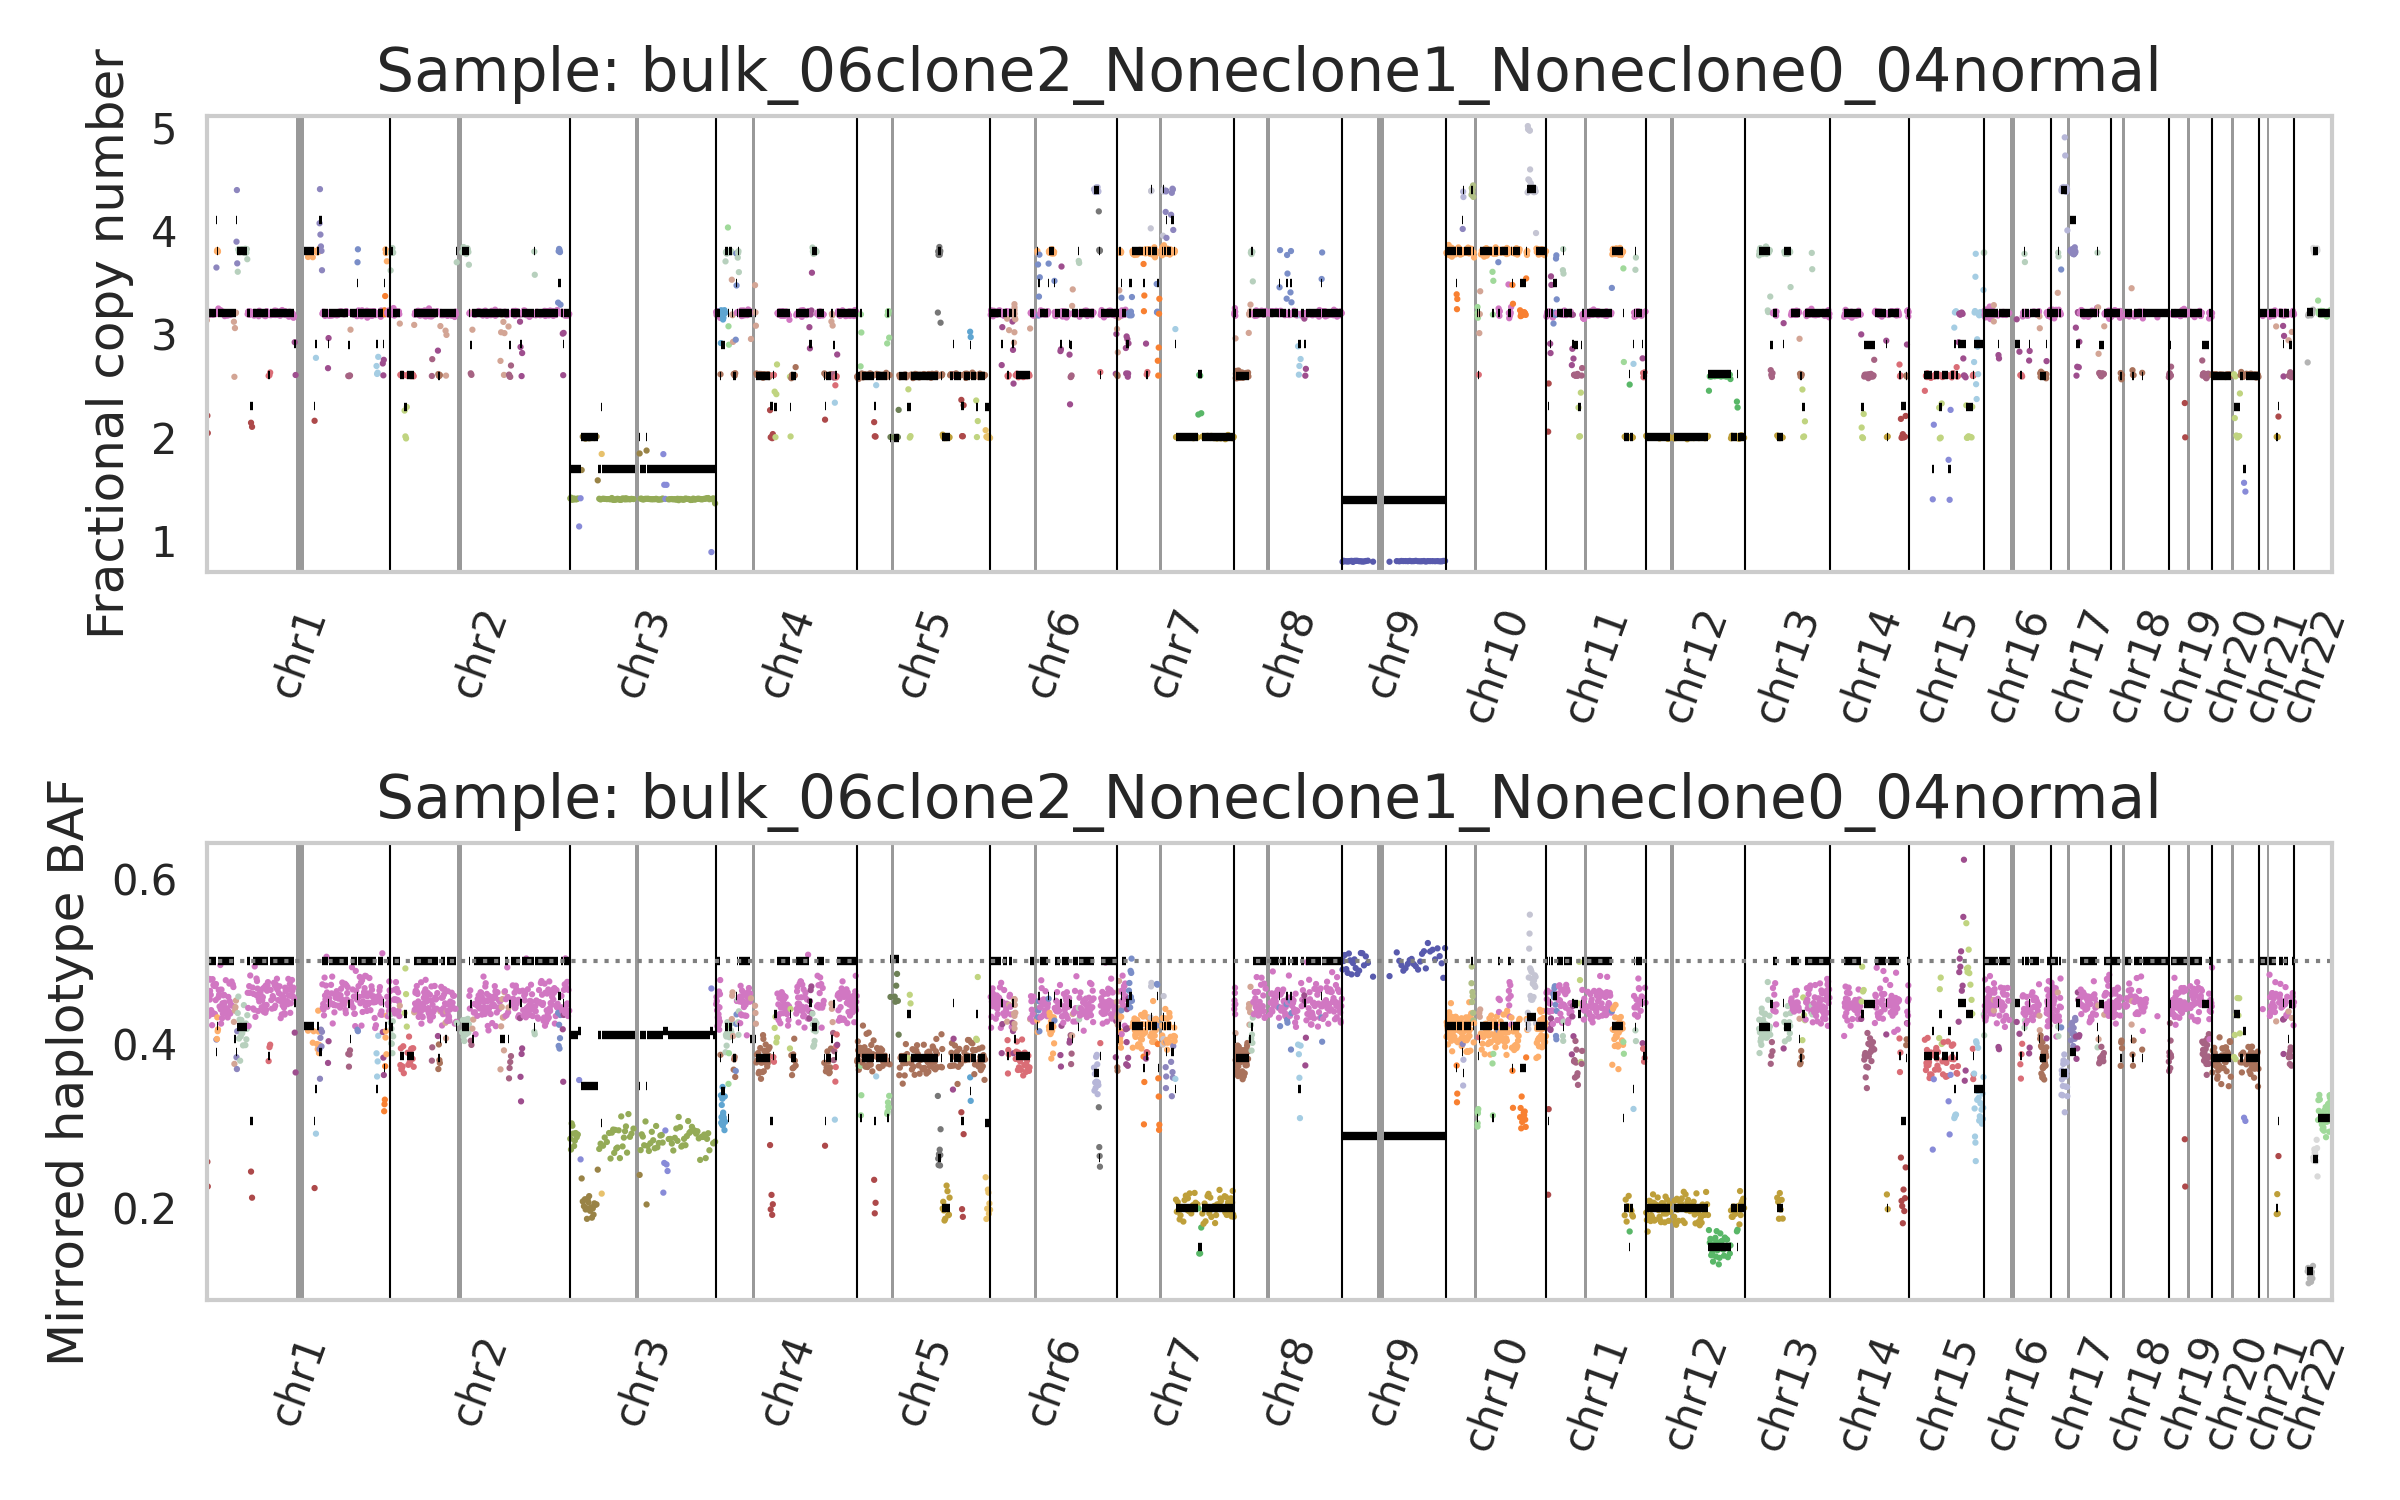 Sample: bulk_06clone2_Noneclone1_Noneclone0_04normal
Fractional copy number
5
4
3
2
1
chr1 chr2 chr3 chr4 chr5 chr6 chr7 chr8 chr9 chr10 chr11 chr12 chr13 chr14 chr15 chr16 chr17 chr18 chr19 chr20 chr21 chr22
Sample: bulk_06clone2_Noneclone1_Noneclone0_04normal
Mirrored haplotype BAF
0.6
0.4
0.2
chr1 chr2 chr3 chr4 chr5 chr6 chr7 chr8 chr9 chr10 chr11 chr12 chr13 chr14 chr15 chr16 chr17 chr18 chr19 chr20 chr21 chr22